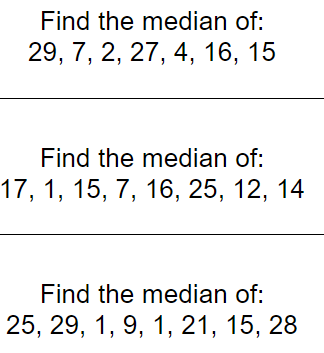 Find the median of:
29, 7, 2, 27, 4, 16, 15
Find the median of:
17, 1, 15, 7, 16, 25, 12, 14
Find the median of:
25, 29, 1, 9, 1, 21, 15, 28